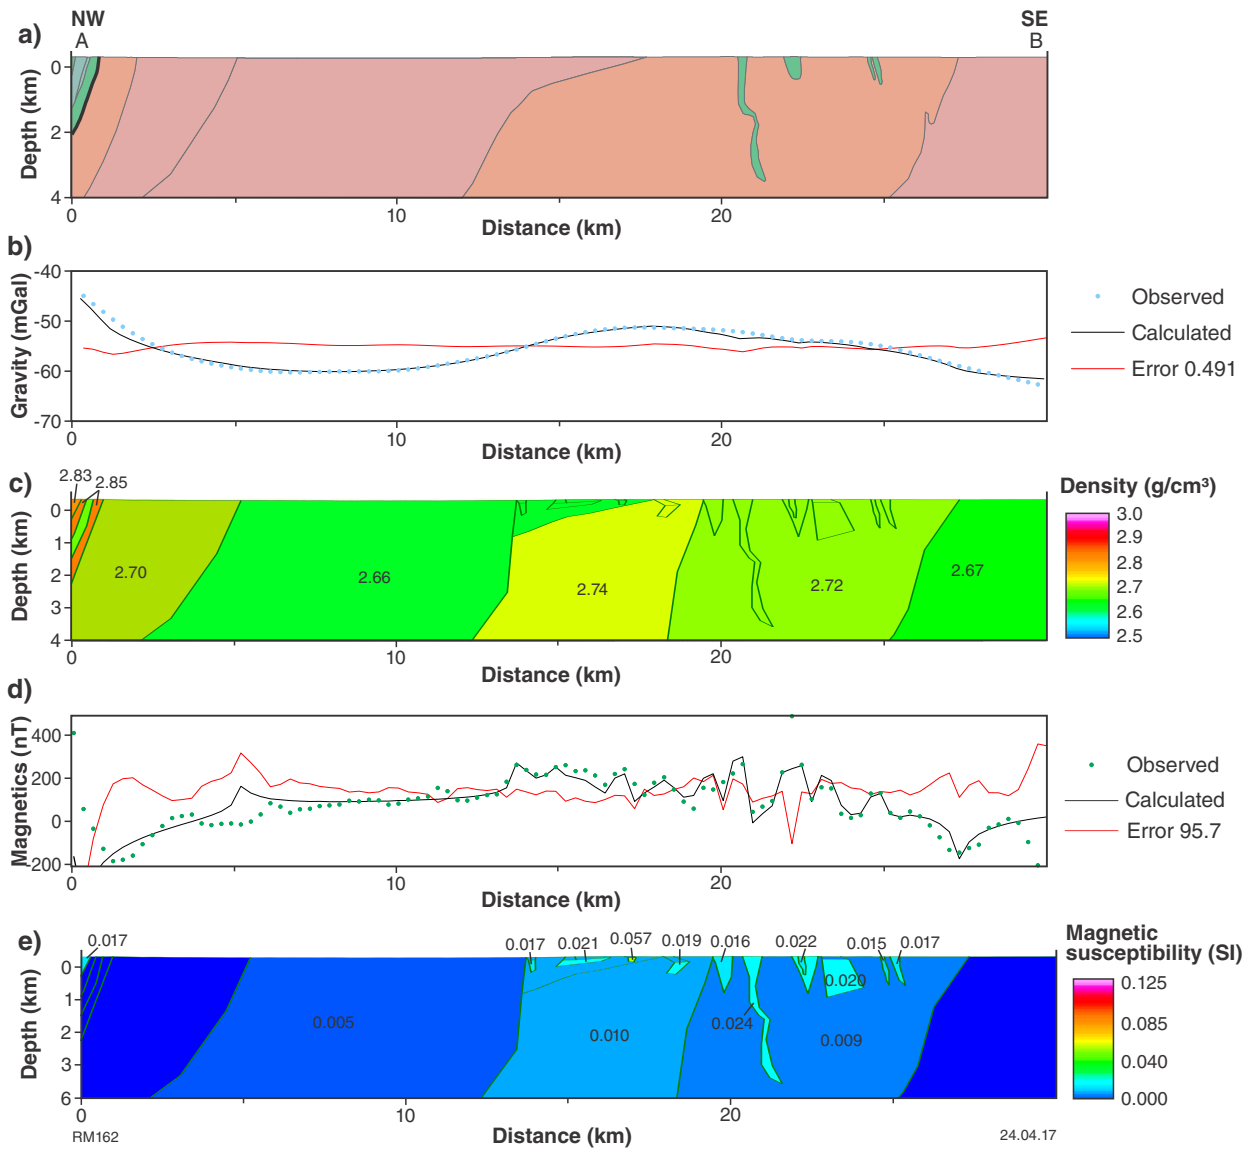 NW
SE
a)
A
B
0
2
4
Depth (km)
0
10
20
Distance (km)
b)
-40
-50
-60
-70
Gravity (mGal)
Observed
Calculated
Error 0.491
0
10
20
Distance (km)
c)
2.83
2.85
Density (g/cm³)
0
1
2
3
4
Depth (km)
2.70
2.66
2.74
2.72
2.67
3.0
2.9
2.8
2.7
2.6
2.5
0
10
20
Distance (km)
d)
400
200
0
-200
Magnetics (nT)
Observed
Calculated
Error 95.7
0
10
20
Distance (km)
e)
0.017
0.017
0.021
0.057
0.019
0.016
0.022
0.015
0.017
Magnetic
susceptibility (SI)
0
1
2
3
6
Depth (km)
0.005
0.010
0.024
0.020
0.009
0.125
0.085
0.040
0.000
0
10
20
Distance (km)
RM162
24.04.17